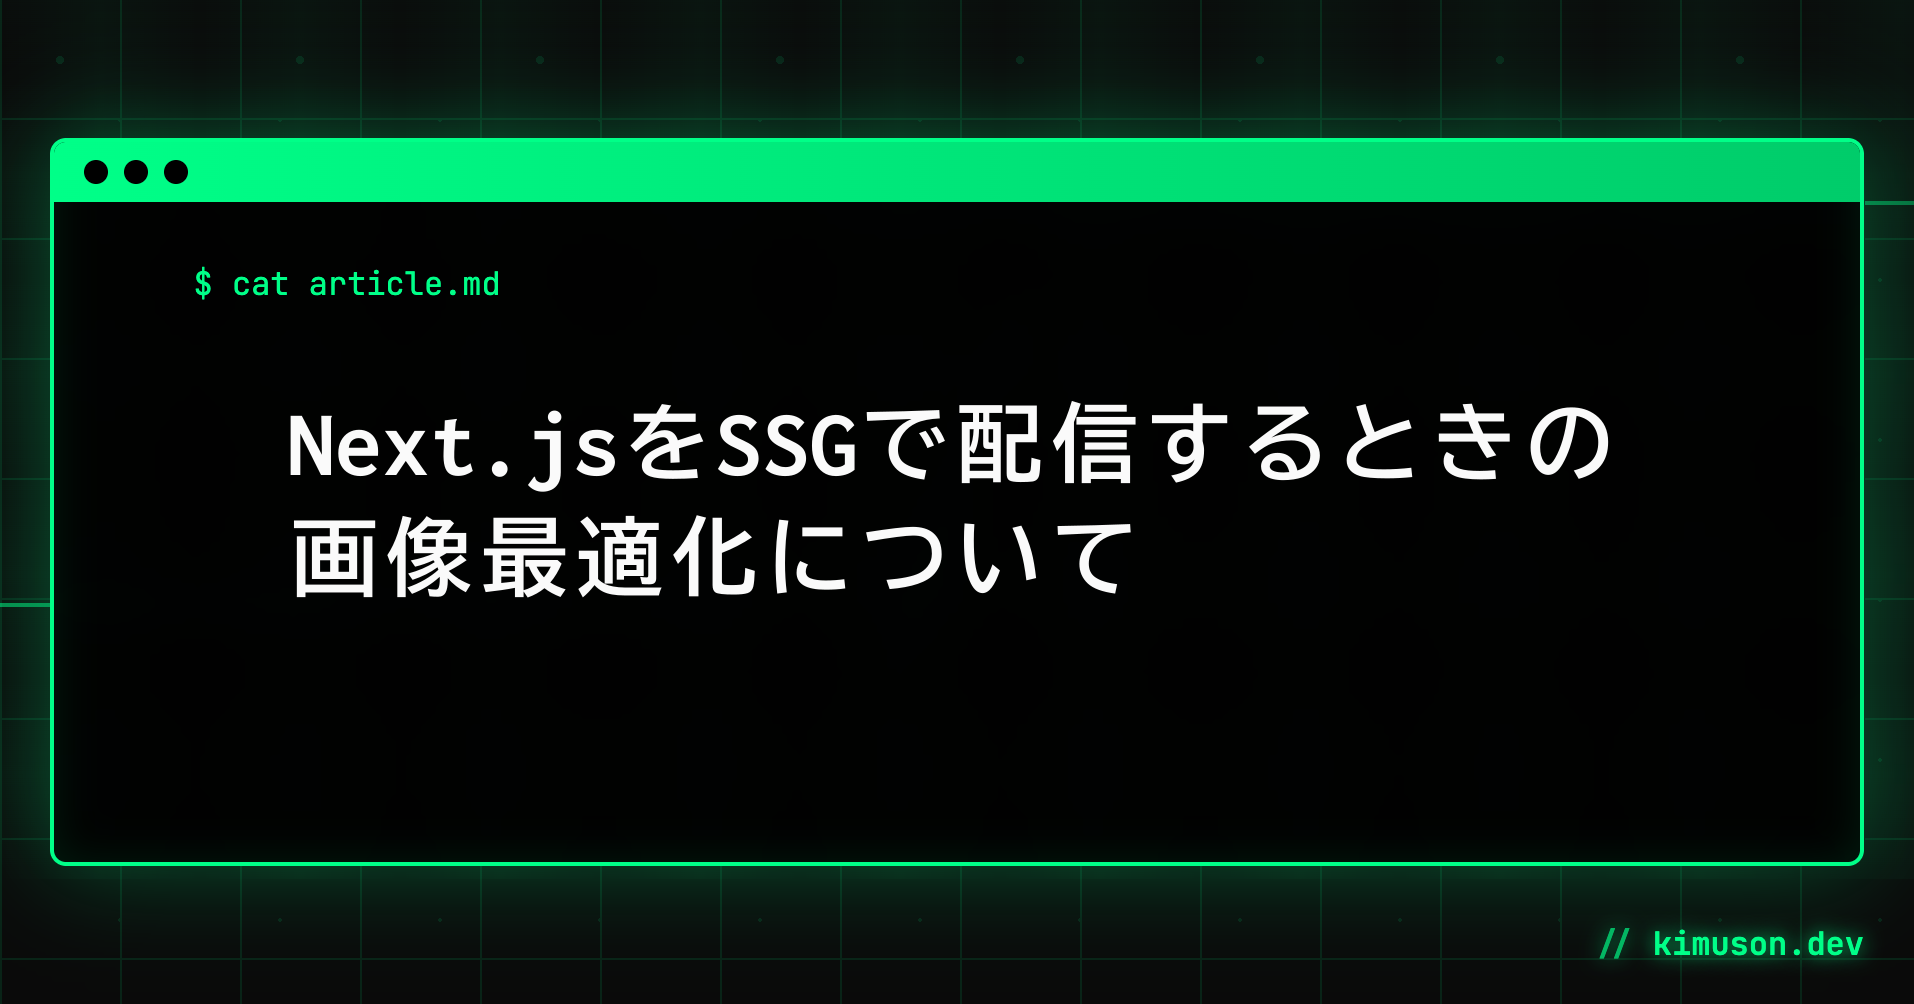 $ cat article.md
Next.jsをSSGで配信するときの
画像最適化について
// kimuson.dev